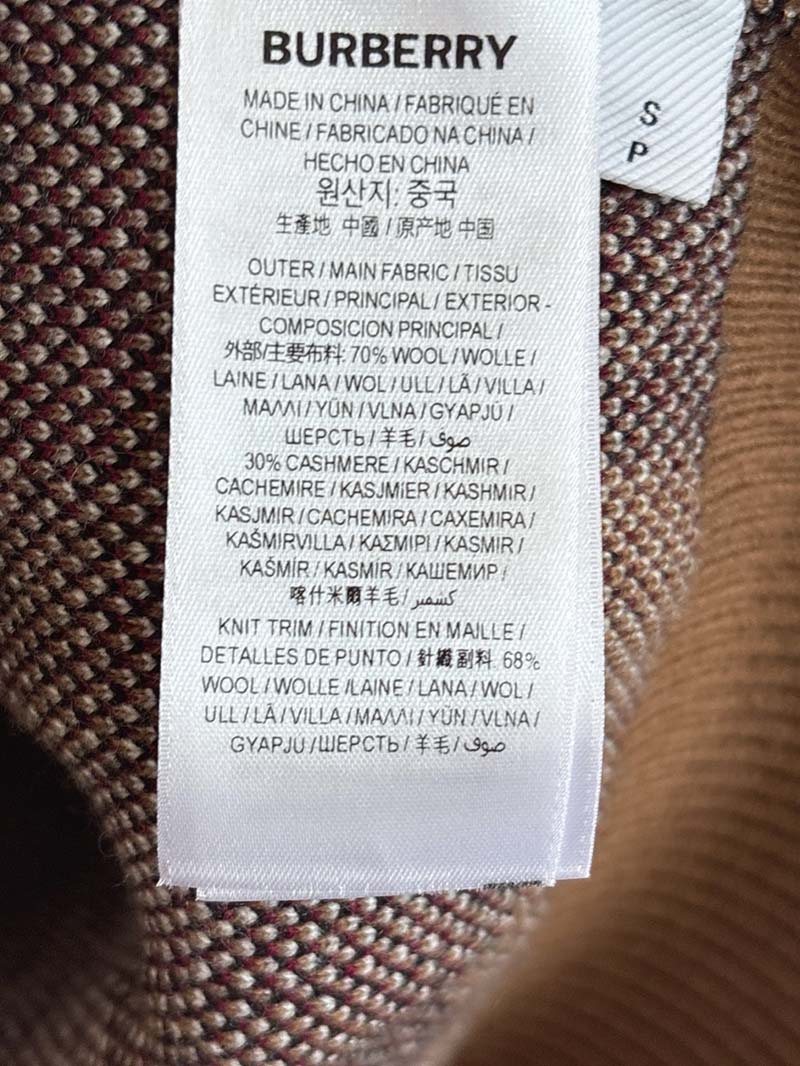 BURBERRY
MADE IN CHINA / FABRIQUÉ EN
CHINE / FABRICADO NA CHINA /
HECHO EN CHINA
원산지: 중국
生產地 中國 / 原产地 中国
OUTER / MAIN FABRIC / TISSU
EXTÉRIEUR / PRINCIPAL / EXTERIOR -
COMPOSICION PRINCIPAL /
外部/主要布料: 70% WOOL / WOLLE /
LAINE / LANA / WOL / ULL / LÃ / VILLA /
ΜΑΛΛΙ / YÜN / VLNA / GYAPJÚ /
ШЕРСТЬ / 羊毛 / صوف /
30% CASHMERE / KASCHMIR /
CACHEMIRE / KASJMIER / KASHMIR /
KASJMIR / CACHEMIRA / CAXEMIRA /
KAŠMIRVILLA / ΚΑΣΜΙΡΙ / KASMIR /
KAŠMÍR / KASMÍR / КАШЕМИР /
喀什米爾羊毛 / كشمير
KNIT TRIM / FINITION EN MAILLE /
DETALLES DE PUNTO / 針織副料. 68%
WOOL / WOLLE / LAINE / LANA / WOL /
ULL / LÃ / VILLA / ΜΑΛΛΙ / YÜN / VLNA /
GYAPJÚ / ШЕРСТЬ / 羊毛 / صوف
S
P